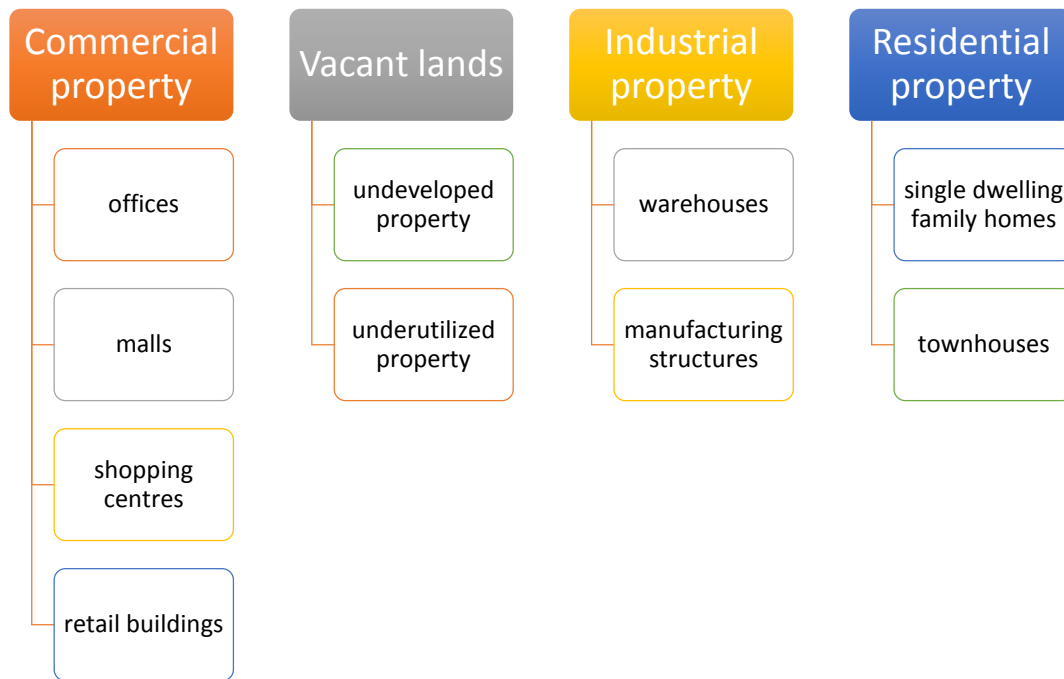 Commercial
property
offices
malls
shopping
centres
retail buildings
Vacant lands
undeveloped
property
underutilized
property
Industrial
property
warehouses
manufacturing
structures
Residential
property
single dwelling
family homes
townhouses